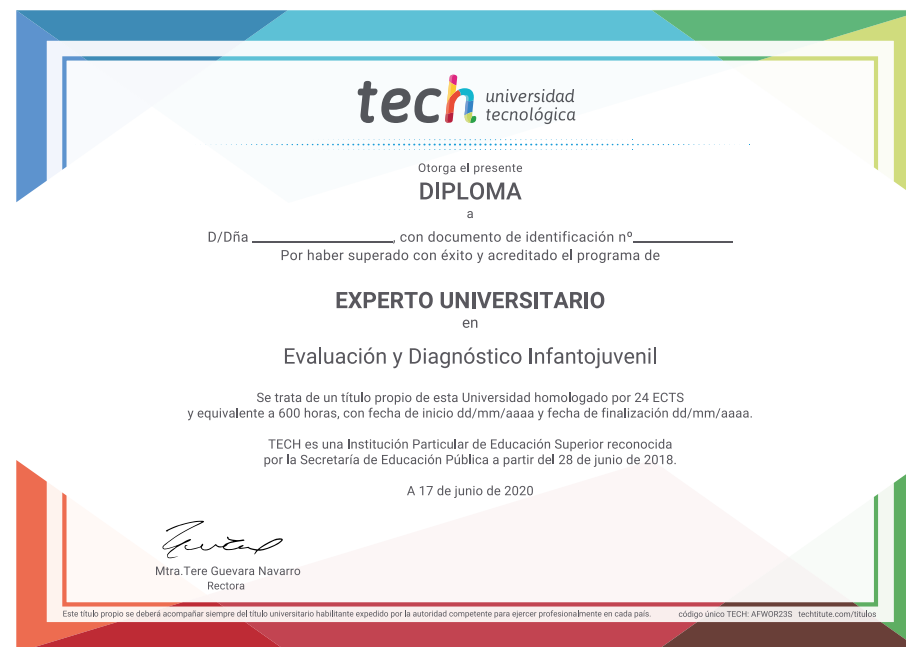 tech universidad
tecnológica
Otorga el presente
DIPLOMA
a
D/Dña ____________________, con documento de identificación nº______________
Por haber superado con éxito y acreditado el programa de
EXPERTO UNIVERSITARIO
en
Evaluación y Diagnóstico Infantojuvenil
Se trata de un título propio de esta Universidad homologado por 24 ECTS
y equivalente a 600 horas, con fecha de inicio dd/mm/aaaa y fecha de finalización dd/mm/aaaa.
TECH es una Institución Particular de Educación Superior reconocida
por la Secretaría de Educación Pública a partir del 28 de junio de 2018.
A 17 de junio de 2020
Mtra.Tere Guevara Navarro
Rectora
Este título propio se deberá acompañar siempre del título universitario habilitante expedido por la autoridad competente para ejercer profesionalmente en cada país. código único TECH: AFWOR23S techtitute.com/titulos